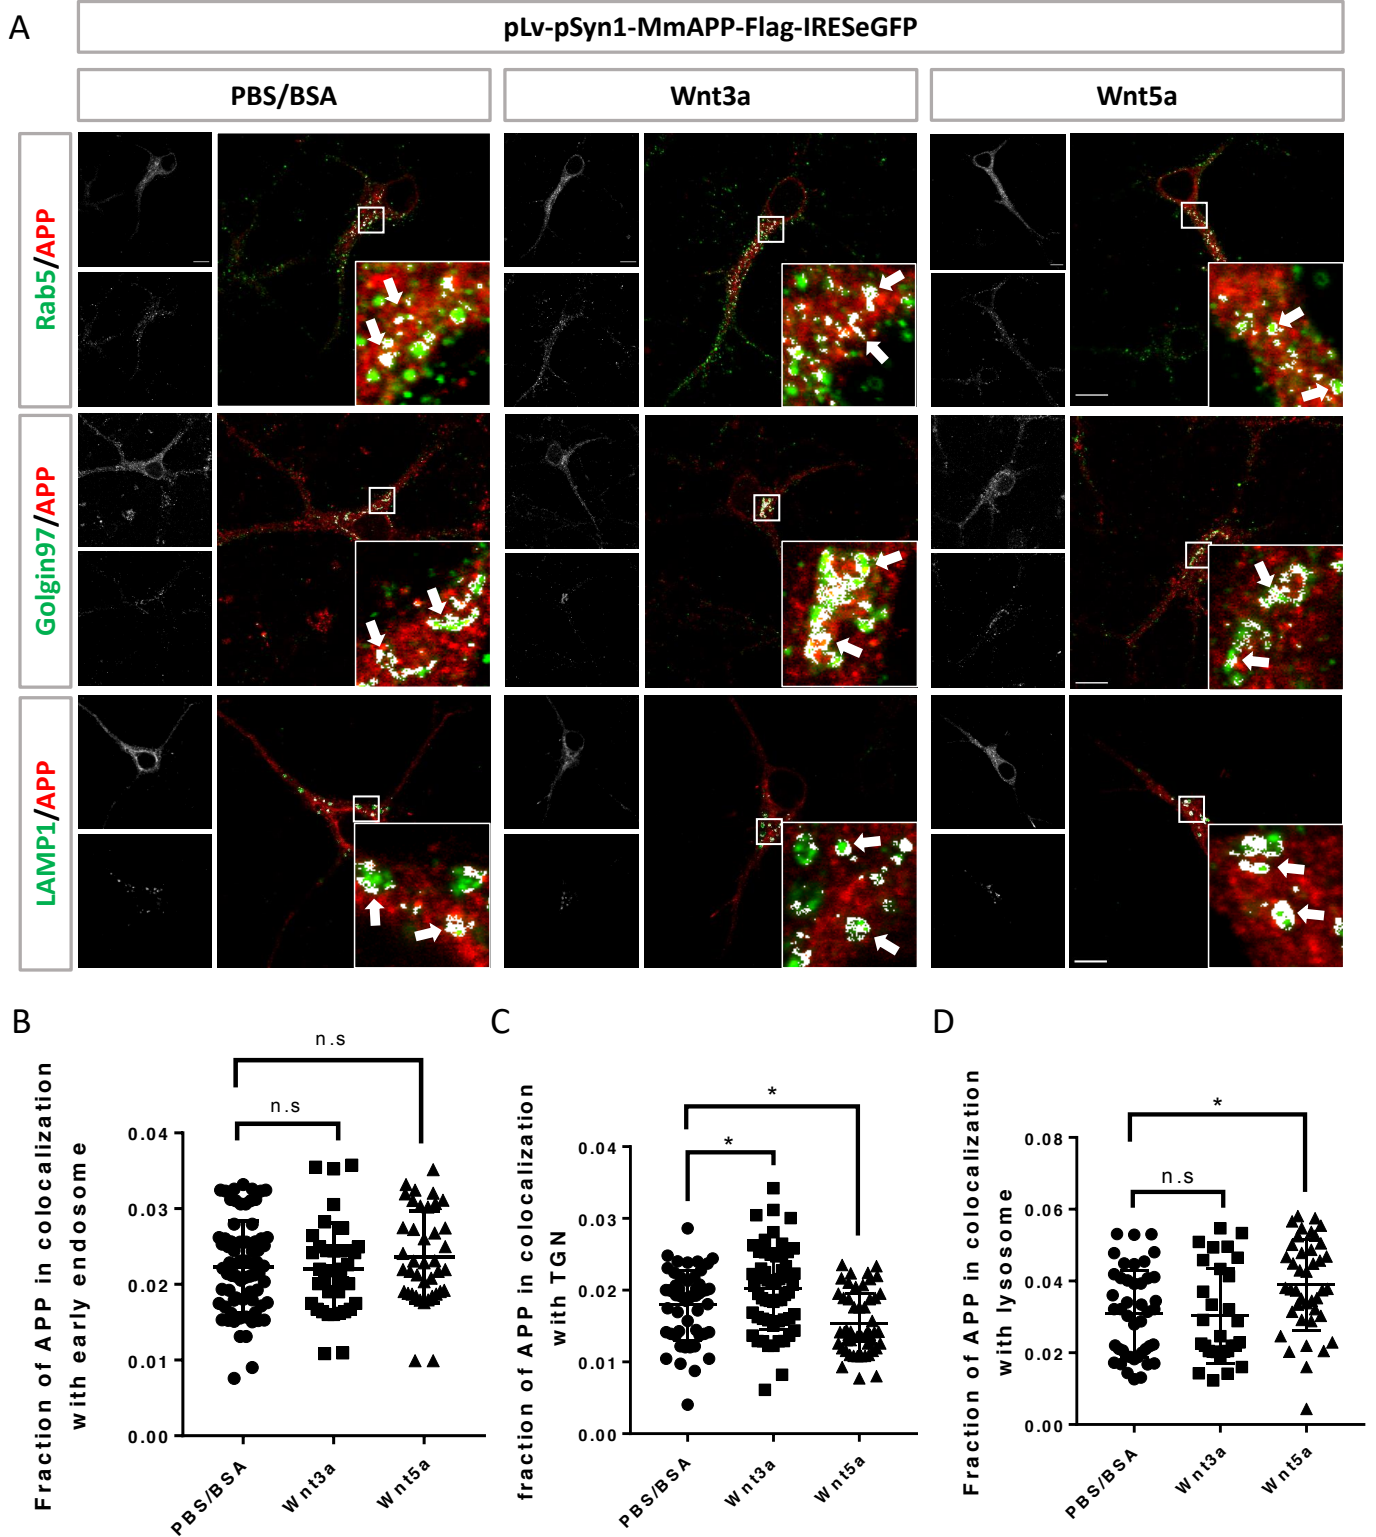 A
pLv-pSyn1-MmAPP-Flag-IRESeGFP
PBS/BSA
Wnt3a
Wnt5a
Rab5/APP
Golgin97/APP
LAMP1/APP
B
Fraction of APP in colocalization
with early endosome
n.s
n.s
0.04
0.03
0.02
0.01
0.00
PBS/BSA
Wnt3a
Wnt5a
C
fraction of APP in colocalization
with TGN
*
*
0.04
0.03
0.02
0.01
0.00
PBS/BSA
Wnt3a
Wnt5a
D
Fraction of APP in colocalization
with lysosome
*
n.s
0.08
0.06
0.04
0.02
0.00
PBS/BSA
Wnt3a
Wnt5a